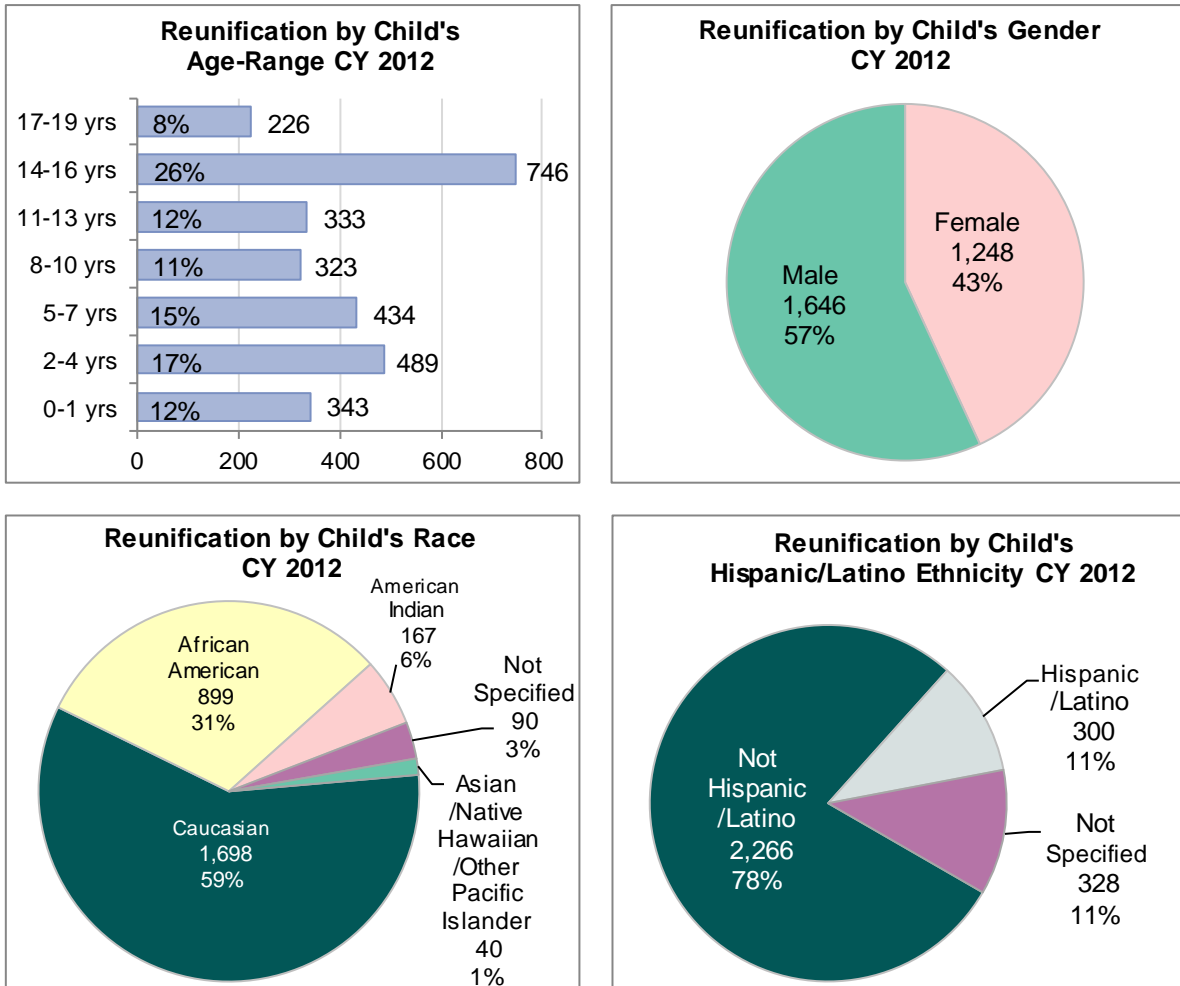 Reunification by Child's
Age-Range CY 2012
17-19 yrs 8% 226
14-16 yrs 26% 746
11-13 yrs 12% 333
8-10 yrs 11% 323
5-7 yrs 15% 434
2-4 yrs 17% 489
0-1 yrs 12% 343
0 200 400 600 800
Reunification by Child's Gender
CY 2012
Female
1,248
43%
Male
1,646
57%
Reunification by Child's Race
CY 2012
American
Indian
167
6%
African
American
899
31%
Not
Specified
90
3%
Asian
/Native
Hawaiian
/Other
Pacific
Islander
40
1%
Caucasian
1,698
59%
Reunification by Child's
Hispanic/Latino Ethnicity CY 2012
Hispanic
/Latino
300
11%
Not
Hispanic
/Latino
2,266
78%
Not
Specified
328
11%